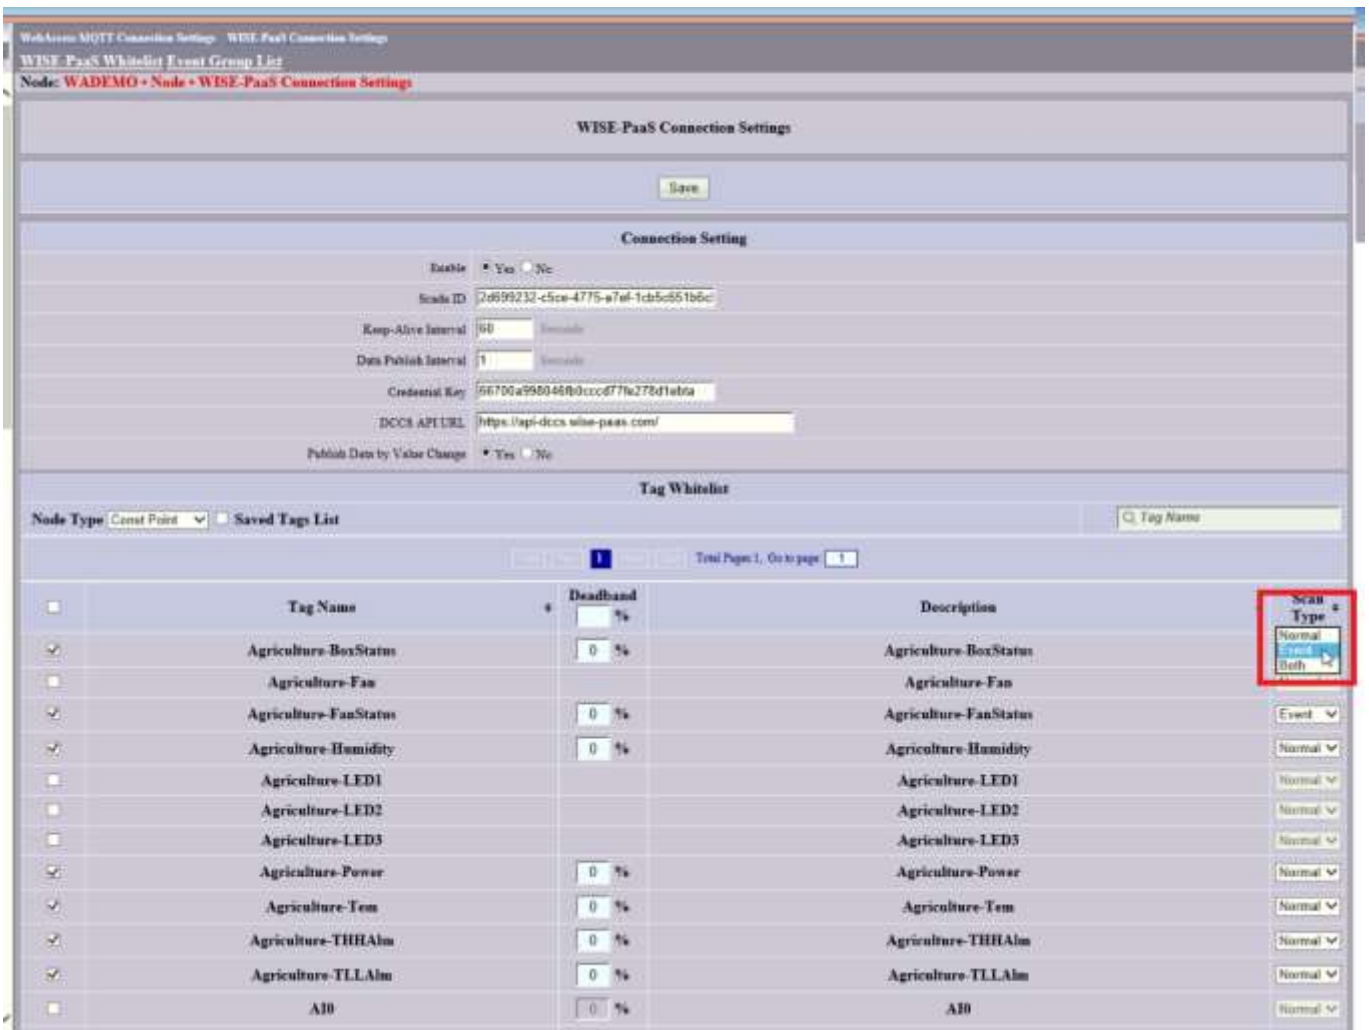 WebAccess MQTT Connection Settings WISE-PaaS Connection Settings
WISE-PaaS Whitelist Event Group List
Node: WADEMO • Node • WISE-PaaS Connection Settings
WISE-PaaS Connection Settings
Save
Connection Setting
Enable Yes No
Scada ID 2d699232-c5ce-4775-a7ef-1cb5c651b6c
Keep-Alive Interval 60 Seconds
Data Publish Interval 1 Seconds
Credential Key
DCCS API URL https://api-dccs.wise-paas.com/
Publish Data by Value Change Yes No
Tag Whitelist
Node Type Const Point Saved Tags List Tag Name
1 Total Pages:1, Go to page: 1
Tag Name Deadband % Description Scan Type
Normal
Event
Both
Agriculture-BoxStatus 0 % Agriculture-BoxStatus
Agriculture-Fan Agriculture-Fan
Agriculture-FanStatus 0 % Agriculture-FanStatus Event
Agriculture-Humidity 0 % Agriculture-Humidity Normal
Agriculture-LED1 Agriculture-LED1 Normal
Agriculture-LED2 Agriculture-LED2 Normal
Agriculture-LED3 Agriculture-LED3 Normal
Agriculture-Power 0 % Agriculture-Power Normal
Agriculture-Tem 0 % Agriculture-Tem Normal
Agriculture-THHAlm 0 % Agriculture-THHAlm Normal
Agriculture-TLLAlm 0 % Agriculture-TLLAlm Normal
AI0 0 % AI0 Normal